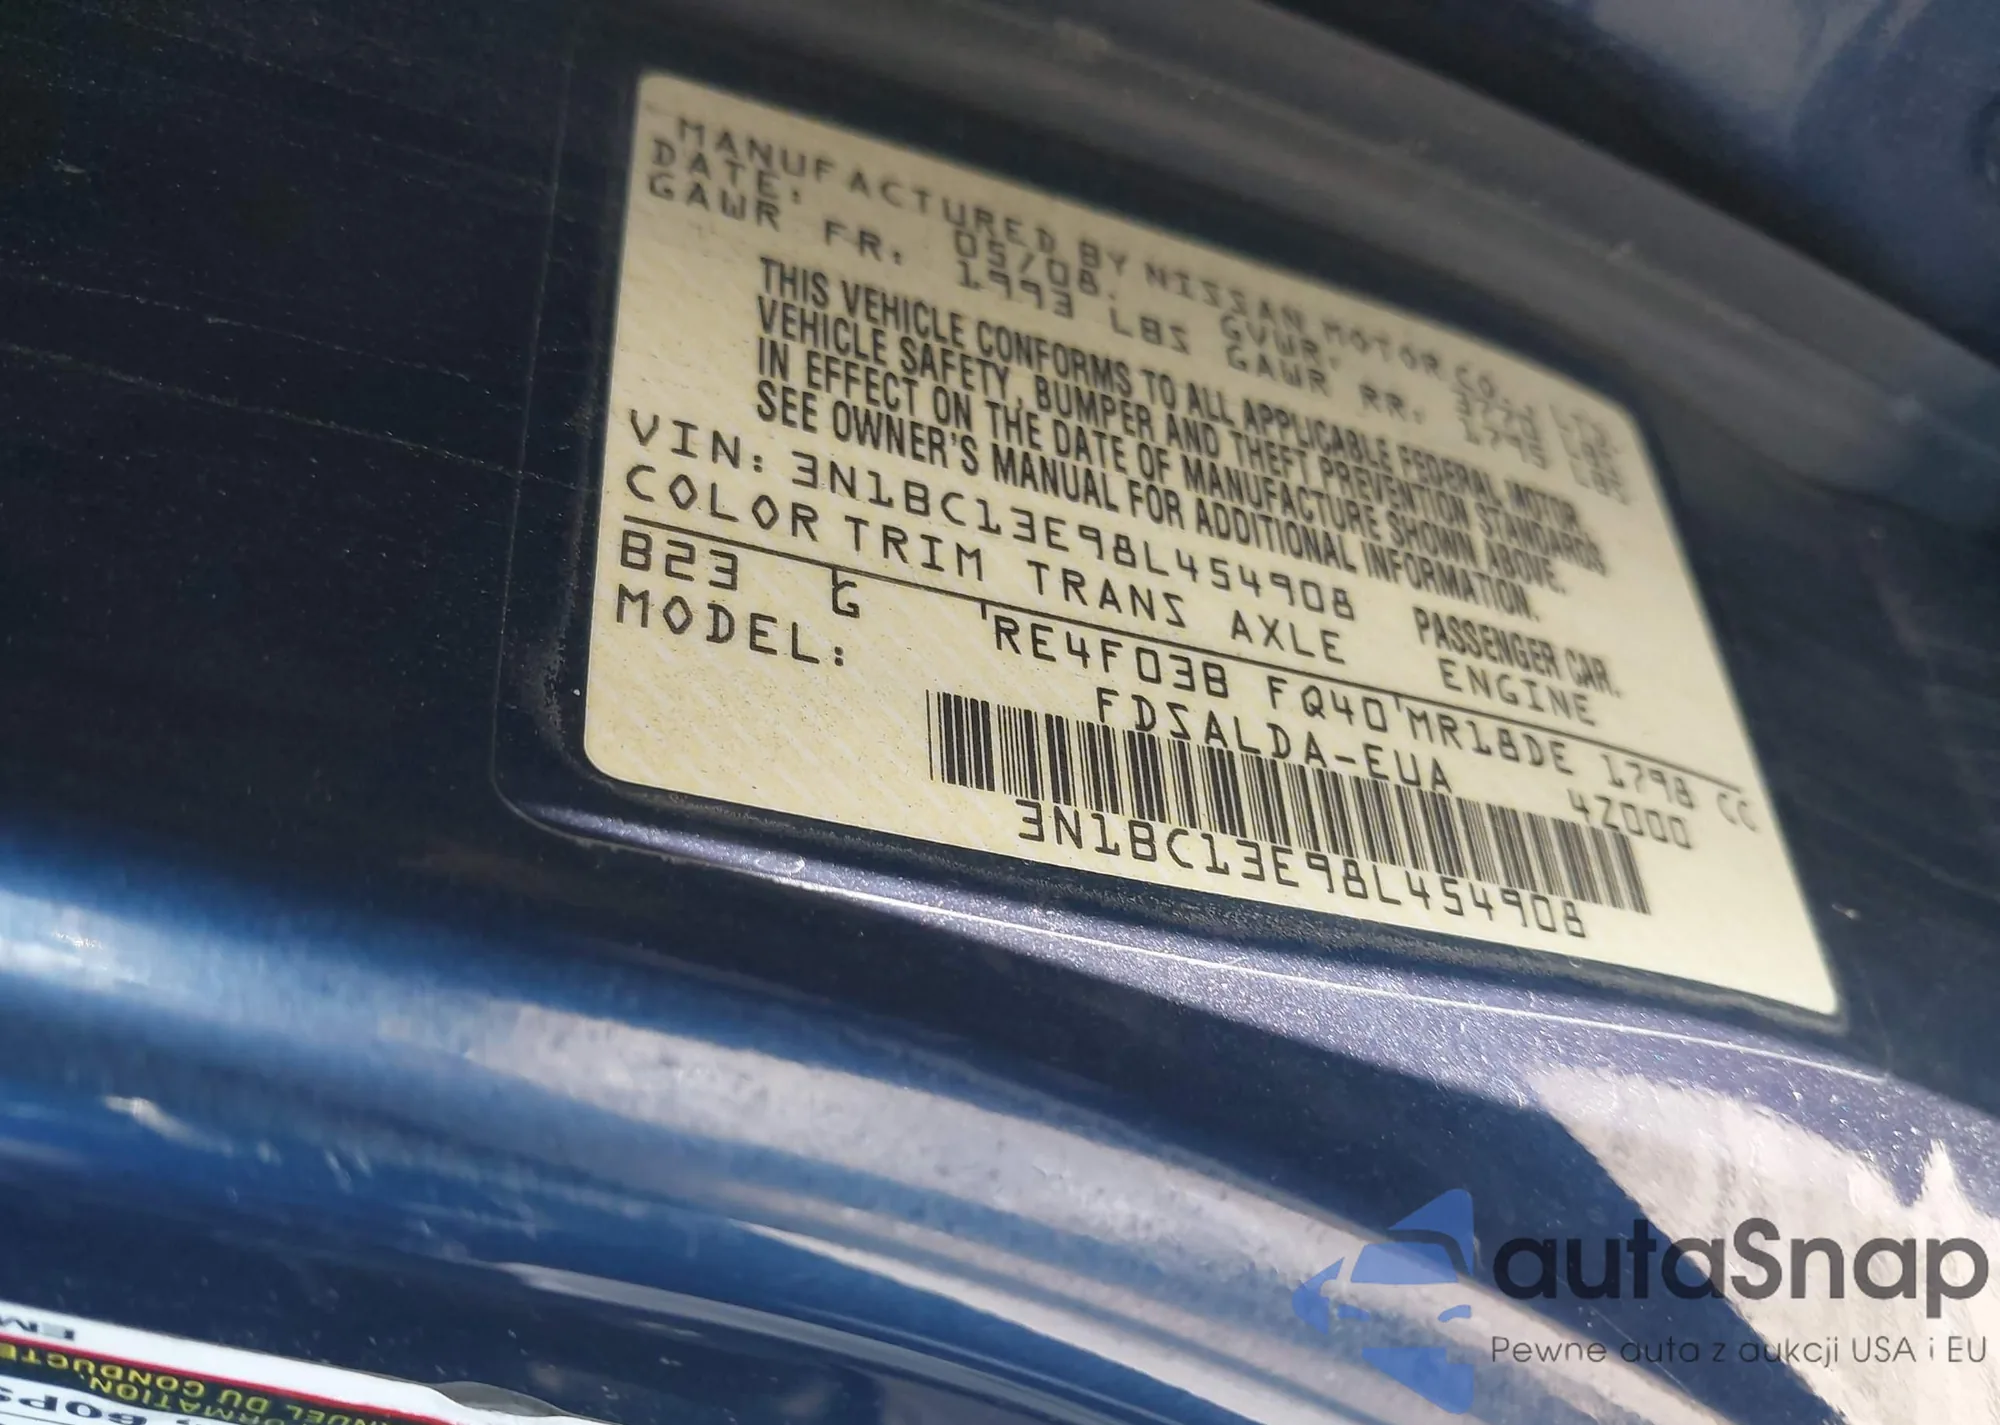 MANUFACTURED BY NISSAN MOTOR CO., LTD.
DATE: 05/08. GVWR: LBS
GAWR FR. 1993 LBS GAWR RR. 1795 LBS
THIS VEHICLE CONFORMS TO ALL APPLICABLE FEDERAL MOTOR
VEHICLE SAFETY, BUMPER AND THEFT PREVENTION STANDARDS
IN EFFECT ON THE DATE OF MANUFACTURE SHOWN ABOVE.
SEE OWNER'S MANUAL FOR ADDITIONAL INFORMATION.
VIN: 3N1BC13E98L454908 PASSENGER CAR.
COLOR TRIM TRANS AXLE ENGINE
B23 G RE4F03B FQ40 MR18DE 1798 CC
MODEL: FDSALDA-EUA 4Z000
3N1BC13E98L454908
autaSnap
Pewne auta z aukcji USA i EU